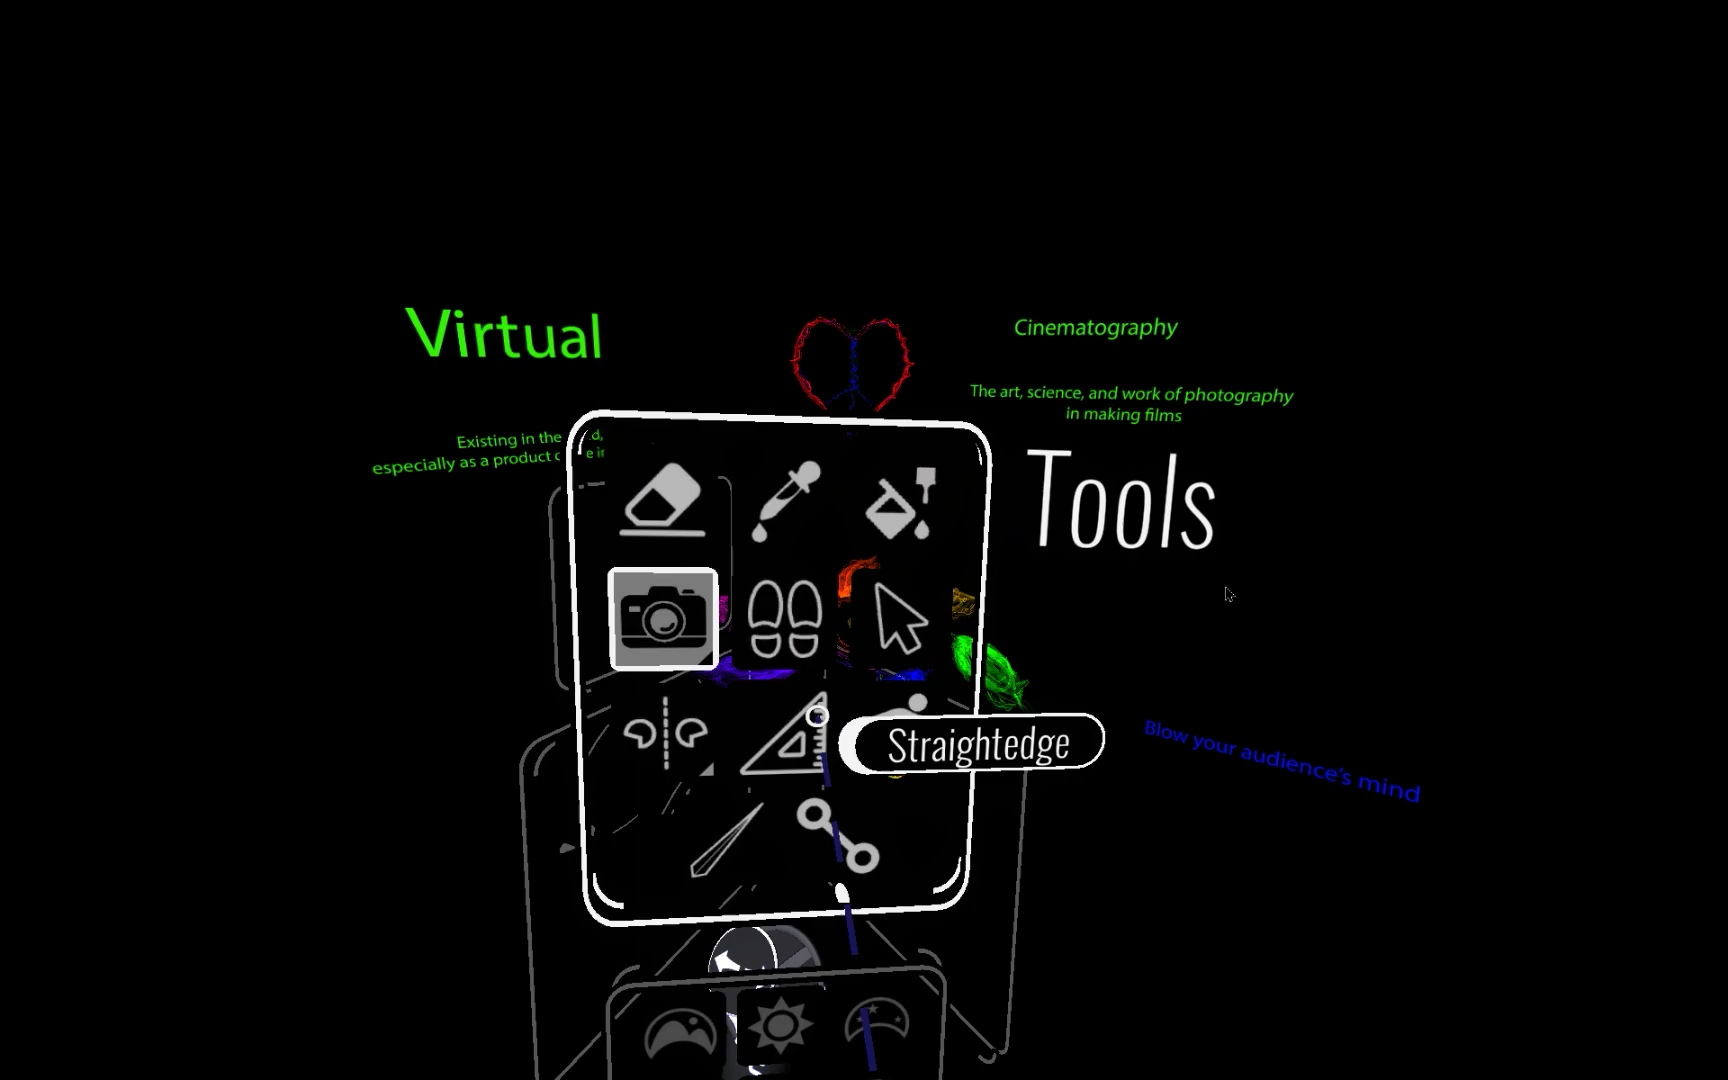 Virtual
Existing in the
especially as a product
Cinematography
The art, science, and work of photography
in making films
Tools
Straightedge
Blow your audience's mind